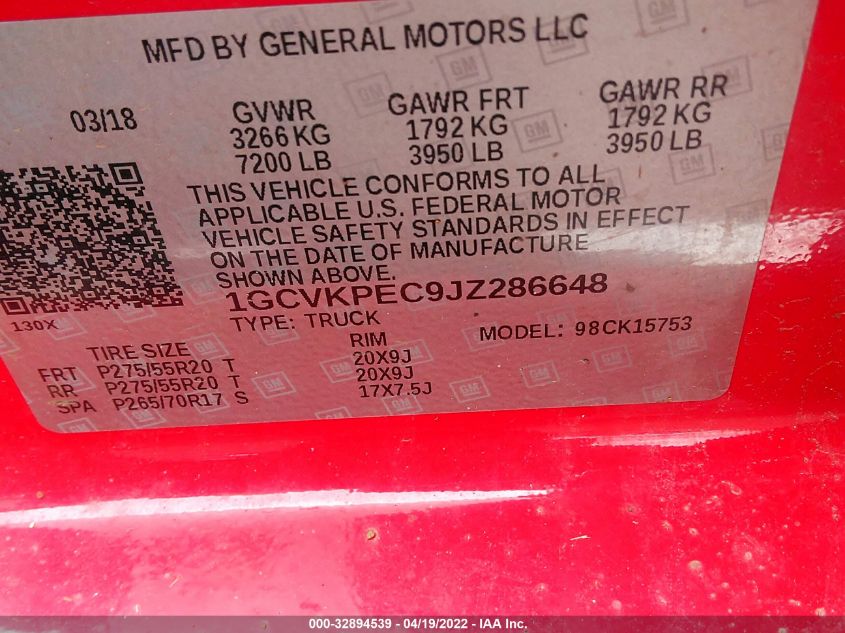 MFD BY GENERAL MOTORS LLC
03/18
GVWR
3266 KG
7200 LB
GAWR FRT
1792 KG
3950 LB
GAWR RR
1792 KG
3950 LB
THIS VEHICLE CONFORMS TO ALL
APPLICABLE U.S. FEDERAL MOTOR
VEHICLE SAFETY STANDARDS IN EFFECT
ON THE DATE OF MANUFACTURE
SHOWN ABOVE.
1GCVKPEC9JZ286648
130X
TYPE: TRUCK
MODEL: 98CK15753
TIRE SIZE RIM
FRT P275/55R20 T 20X9J
RR P275/55R20 T 20X9J
SPA P265/70R17 S 17X7.5J
000-32894539 - 04/19/2022 - IAA Inc.